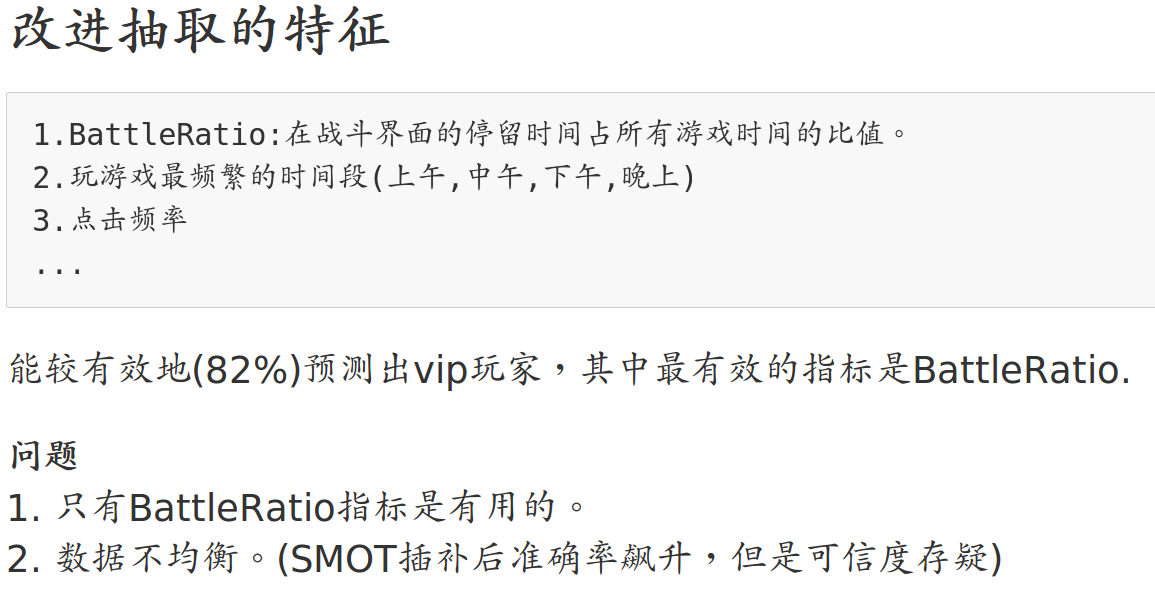 改进抽取的特征
1.BattleRatio:在战斗界面的停留时间占所有游戏时间的比值。
2.玩游戏最频繁的时间段(上午,中午,下午,晚上)
3.点击频率
...
能较有效地(82%)预测出vip玩家，其中最有效的指标是BattleRatio.
问题
1. 只有BattleRatio指标是有用的。
2. 数据不均衡。(SMOT插补后准确率飙升，但是可信度存疑)